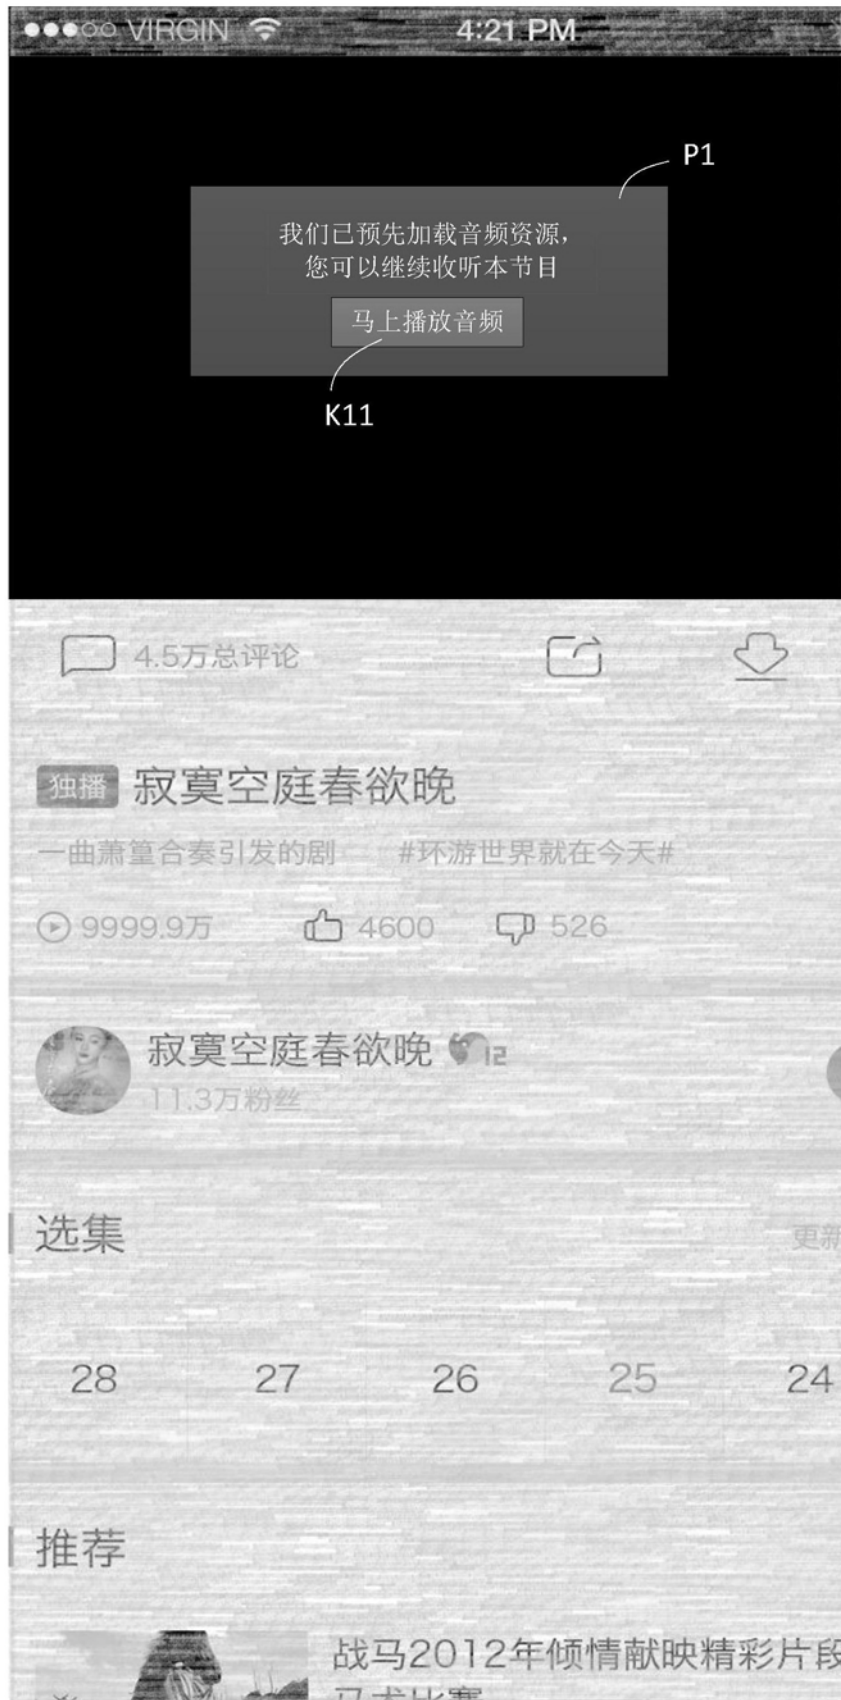 VIRGIN
4:21 PM
P1
我们已预先加载音频资源，
您可以继续收听本节目
马上播放音频
K11
4.5万总评论
独播 寂寞空庭春欲晚
一曲萧篁合奏引发的剧 #环游世界就在今天#
9999.9万 4600 526
寂寞空庭春欲晚 12
11.3万粉丝
选集 更新
28 27 26 25 24
推荐
战马2012年倾情献映精彩片段